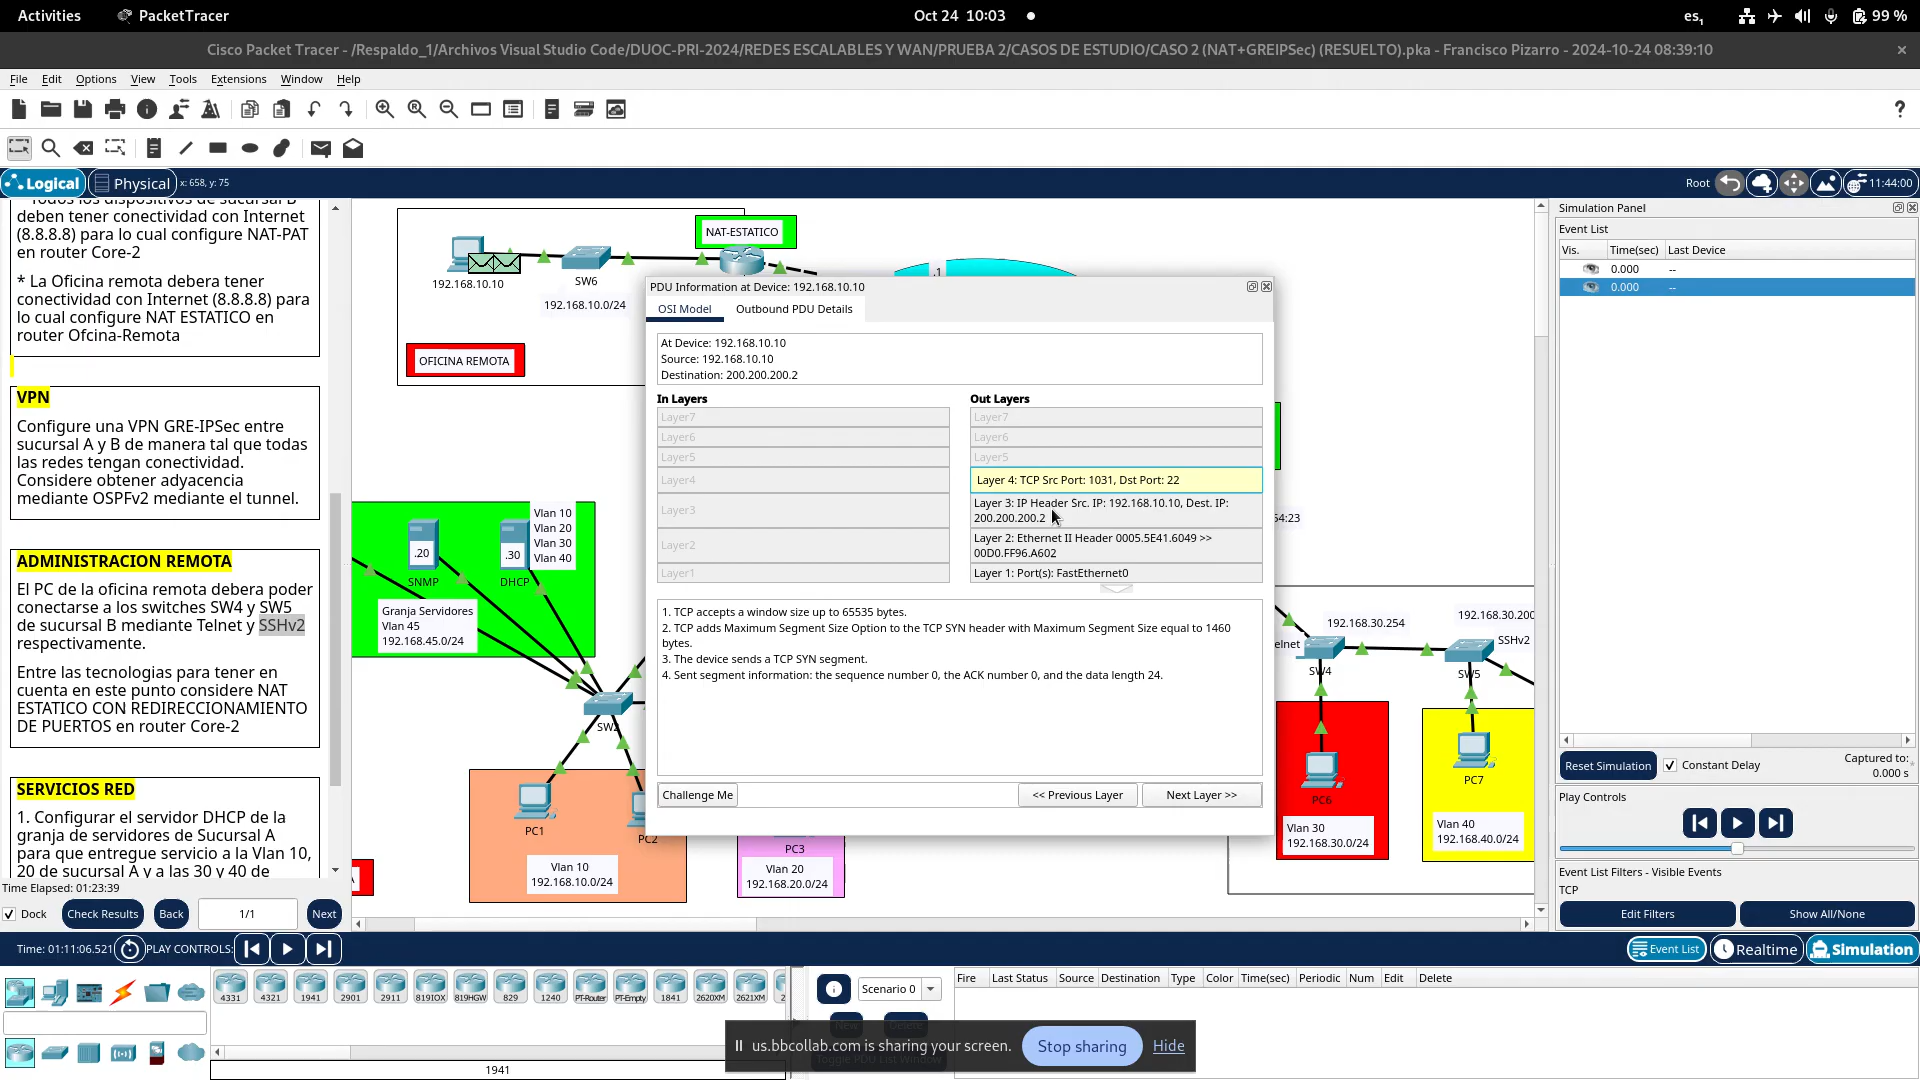 Activities
PacketTracer
Oct 24 10:03
es₁
99 %
Cisco Packet Tracer - /Respaldo_1/Archivos Visual Studio Code/DUOC-PRI-2024/REDES ESCALABLES Y WAN/PRUEBA 2/CASOS DE ESTUDIO/CASO 2 (NAT+GREIPSec) (RESUELTO).pka - Francisco Pizarro - 2024-10-24 08:39:10
File Edit Options View Tools Extensions Window Help
Logical
Physical
x: 658, y: 75
Root
11:44:00
* Todos los dispositivos de sucursal B
deben tener conectividad con Internet
(8.8.8.8) para lo cual configure NAT-PAT
en router Core-2
* La Oficina remota debera tener
conectividad con Internet (8.8.8.8) para
lo cual configure NAT ESTATICO en
router Ofcina-Remota
VPN
Configure una VPN GRE-IPSec entre
sucursal A y B de manera tal que todas
las redes tengan conectividad.
Considere obtener adyacencia
mediante OSPFv2 mediante el tunnel.
ADMINISTRACION REMOTA
El PC de la oficina remota debera poder
conectarse a los switches SW4 y SW5
de sucursal B mediante Telnet y SSHv2
respectivamente.
Entre las tecnologias para tener en
cuenta en este punto considere NAT
ESTATICO CON REDIRECCIONAMIENTO
DE PUERTOS en router Core-2
SERVICIOS RED
1. Configurar el servidor DHCP de la
granja de servidores de Sucursal A
para que entregue servicio a la Vlan 10,
20 de sucursal A y a las 30 y 40 de
Time Elapsed: 01:23:39
Dock
Check Results
Back
1/1
Next
NAT-ESTATICO
192.168.10.10
SW6
192.168.10.0/24
OFICINA REMOTA
.1
PDU Information at Device: 192.168.10.10
OSI Model
Outbound PDU Details
At Device: 192.168.10.10
Source: 192.168.10.10
Destination: 200.200.200.2
In Layers
Layer7
Layer6
Layer5
Layer4
Layer3
Layer2
Layer1
Out Layers
Layer7
Layer6
Layer5
Layer 4: TCP Src Port: 1031, Dst Port: 22
Layer 3: IP Header Src. IP: 192.168.10.10, Dest. IP:
200.200.200.2
Layer 2: Ethernet II Header 0005.5E41.6049 >>
00D0.FF96.A602
Layer 1: Port(s): FastEthernet0
1. TCP accepts a window size up to 65535 bytes.
2. TCP adds Maximum Segment Size Option to the TCP SYN header with Maximum Segment Size equal to 1460
bytes.
3. The device sends a TCP SYN segment.
4. Sent segment information: the sequence number 0, the ACK number 0, and the data length 24.
Challenge Me
<< Previous Layer
Next Layer >>
Vlan 10
Vlan 20
Vlan 30
Vlan 40
.20
.30
SNMP
DHCP
Granja Servidores
Vlan 45
192.168.45.0/24
PC1
PC2
Vlan 10
192.168.10.0/24
PC3
Vlan 20
192.168.20.0/24
54:23
192.168.30.254
192.168.30.200
elnet
SSHv2
SW4
SW5
PC6
PC7
Vlan 30
192.168.30.0/24
Vlan 40
192.168.40.0/24
Simulation Panel
Event List
Vis. Time(sec) Last Device
0.000 --
0.000 --
Reset Simulation
Constant Delay
Captured to:
0.000 s
Play Controls
Event List Filters - Visible Events
TCP
Edit Filters
Show All/None
Time: 01:11:06.521
PLAY CONTROLS:
Event List
Realtime
Simulation
4331 4321 1941 2901 2911 819IOX 819HGW 829 1240 PT-Router PT-Empty 1841 2620XM 2621XM 2
1941
Scenario 0
New
Delete
Toggle PDU List Window
Fire Last Status Source Destination Type Color Time(sec) Periodic Num Edit Delete
us.bbcollab.com is sharing your screen.
Stop sharing
Hide